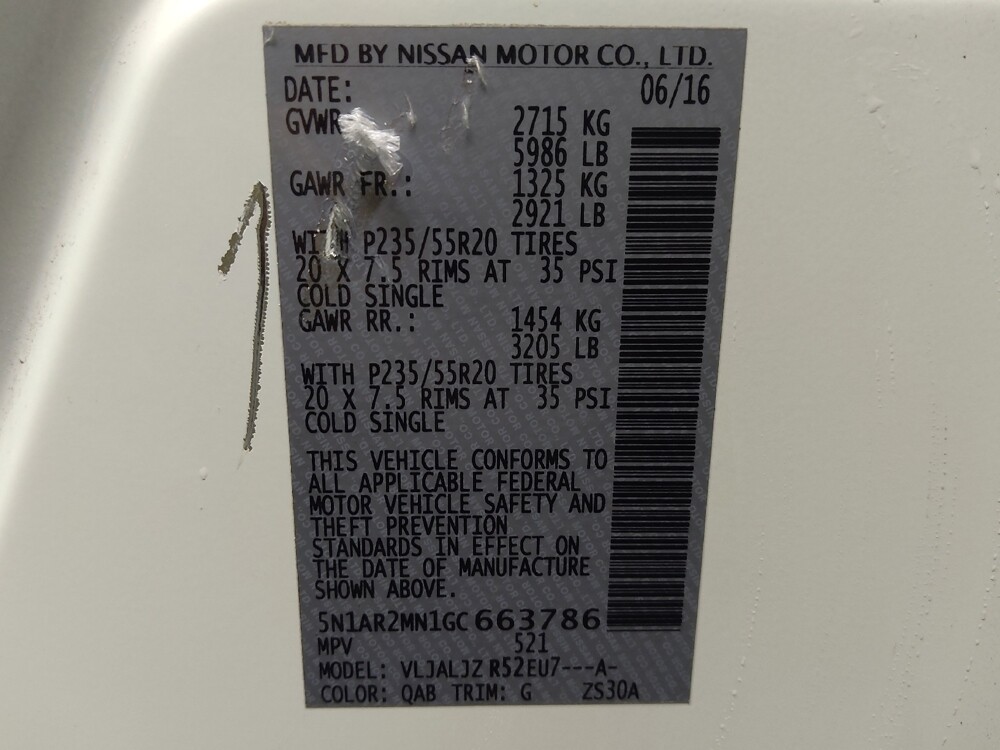 MFD BY NISSAN MOTOR CO., LTD.
DATE: 06/16
GVWR 2715 KG
5986 LB
GAWR FR.: 1325 KG
2921 LB
WITH P235/55R20 TIRES
20 X 7.5 RIMS AT 35 PSI
COLD SINGLE
GAWR RR.: 1454 KG
3205 LB
WITH P235/55R20 TIRES
20 X 7.5 RIMS AT 35 PSI
COLD SINGLE
THIS VEHICLE CONFORMS TO
ALL APPLICABLE FEDERAL
MOTOR VEHICLE SAFETY AND
THEFT PREVENTION
STANDARDS IN EFFECT ON
THE DATE OF MANUFACTURE
SHOWN ABOVE.
5N1AR2MN1GC663786
MPV 521
MODEL: VLJALJZ R52EU7---A-
COLOR: QAB TRIM: G ZS30A